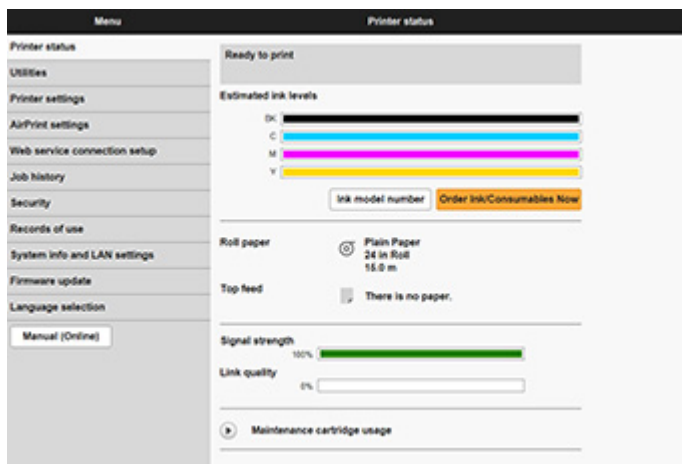 Menu
Printer status
Printer status
Utilities
Printer settings
AirPrint settings
Web service connection setup
Job history
Security
Records of use
System info and LAN settings
Firmware update
Language selection
Manual (Online)
Ready to print
Estimated ink levels
BK
C
M
Y
Ink model number
Order Ink/Consumables Now
Roll paper
Plain Paper
24 in Roll
15.0 m
Top feed
There is no paper.
Signal strength
100%
Link quality
0%
Maintenance cartridge usage